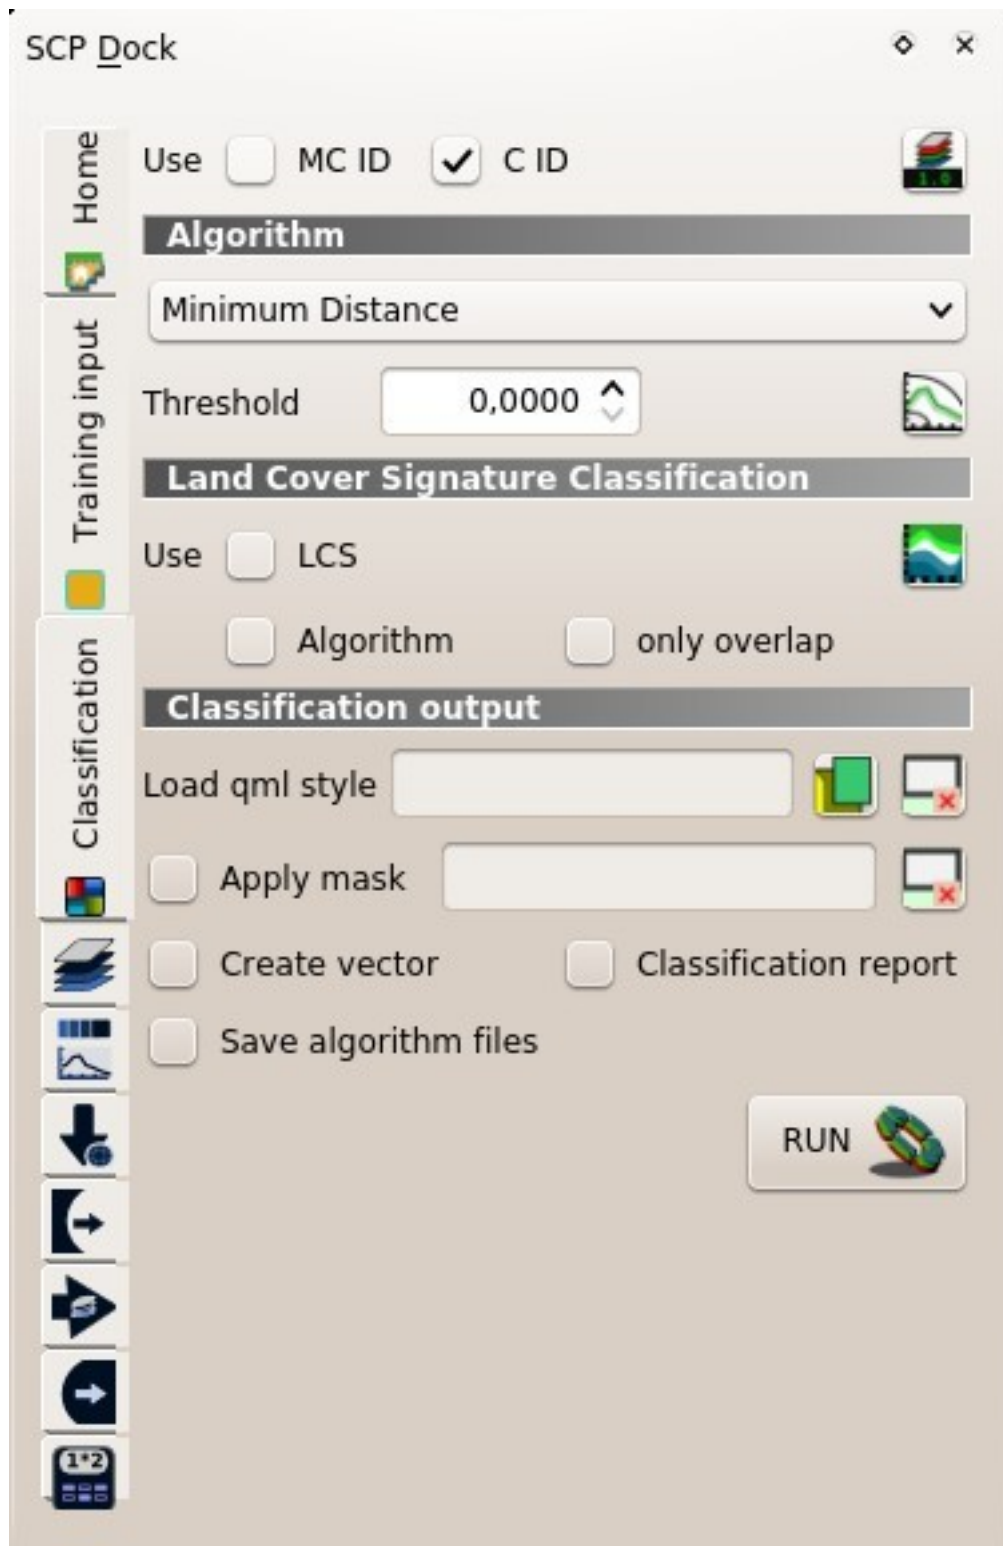 SCP Dock
Home
Training input
Classification
Use MC ID C ID
1.0
Algorithm
Minimum Distance
Threshold 0,0000
Land Cover Signature Classification
Use LCS
Algorithm only overlap
Classification output
Load qml style
Apply mask
Create vector Classification report
Save algorithm files
RUN
1*2